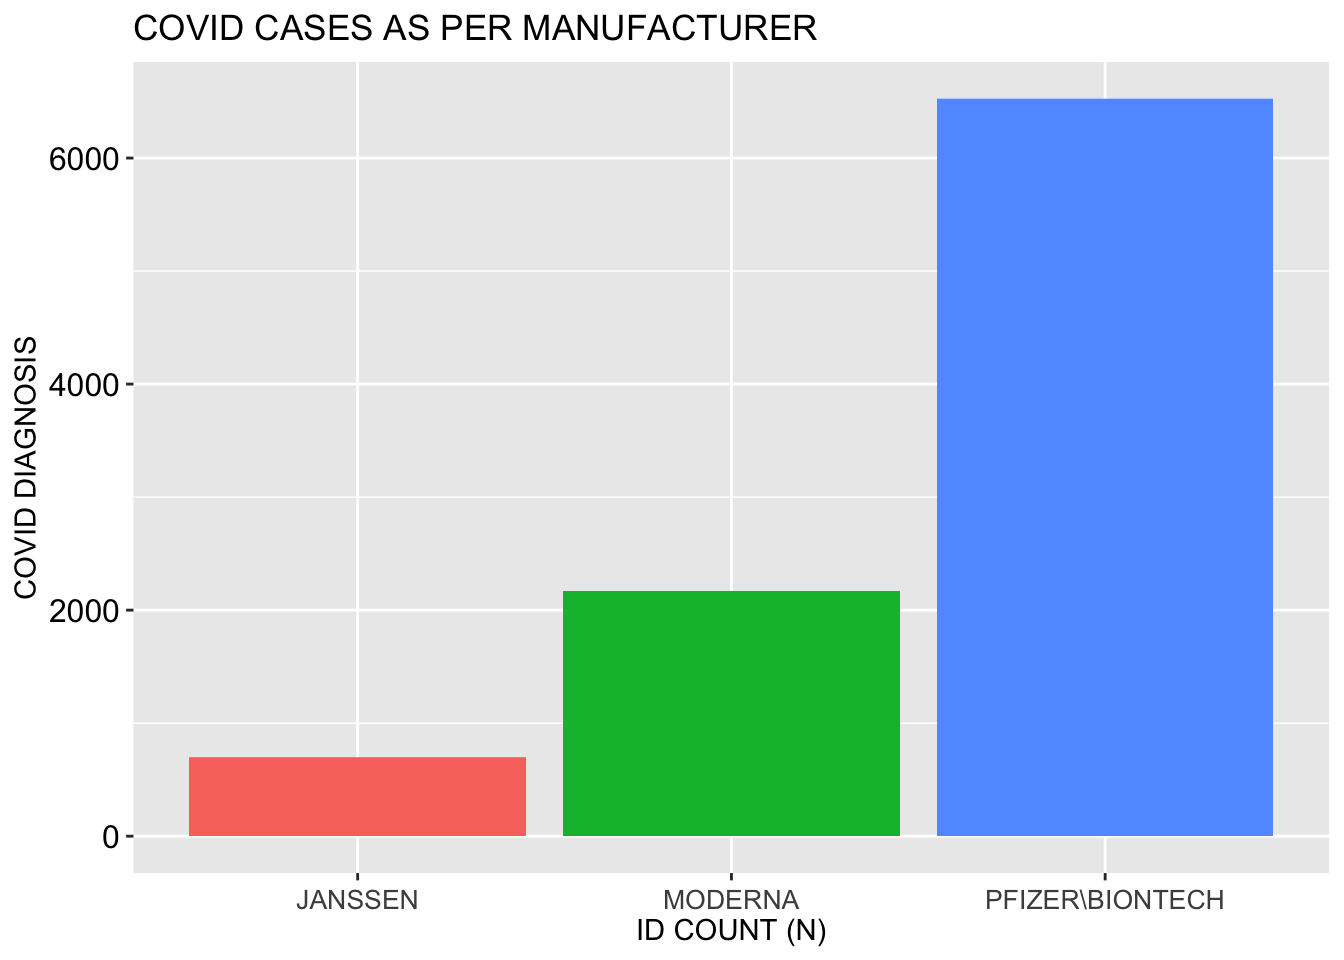 COVID CASES AS PER MANUFACTURER
COVID DIAGNOSIS
6000
4000
2000
0
JANSSEN MODERNA PFIZER\BIONTECH
ID COUNT (N)